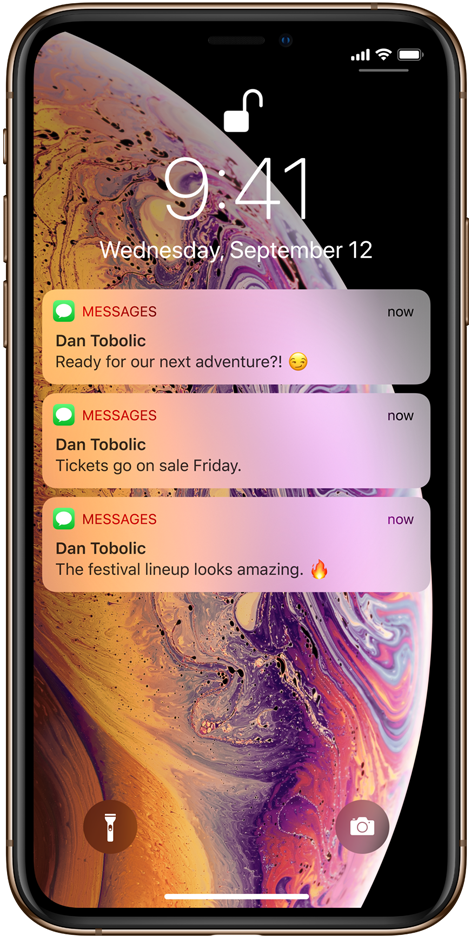 9:41
Wednesday, September 12
MESSAGES now
Dan Tobolic
Ready for our next adventure?! 😏
MESSAGES now
Dan Tobolic
Tickets go on sale Friday.
MESSAGES now
Dan Tobolic
The festival lineup looks amazing. 🔥